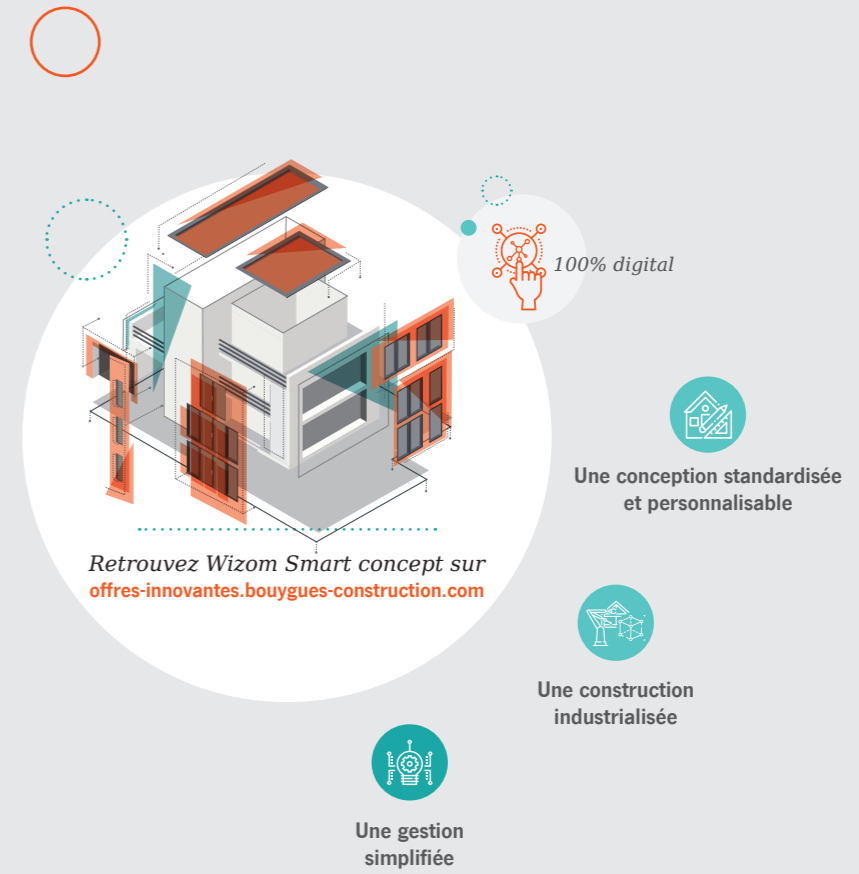 100% digital
Une conception standardisée
et personnalisable
Retrouvez Wizom Smart concept sur
offres-innovantes.bouygues-construction.com
Une construction
industrialisée
Une gestion
simplifiée